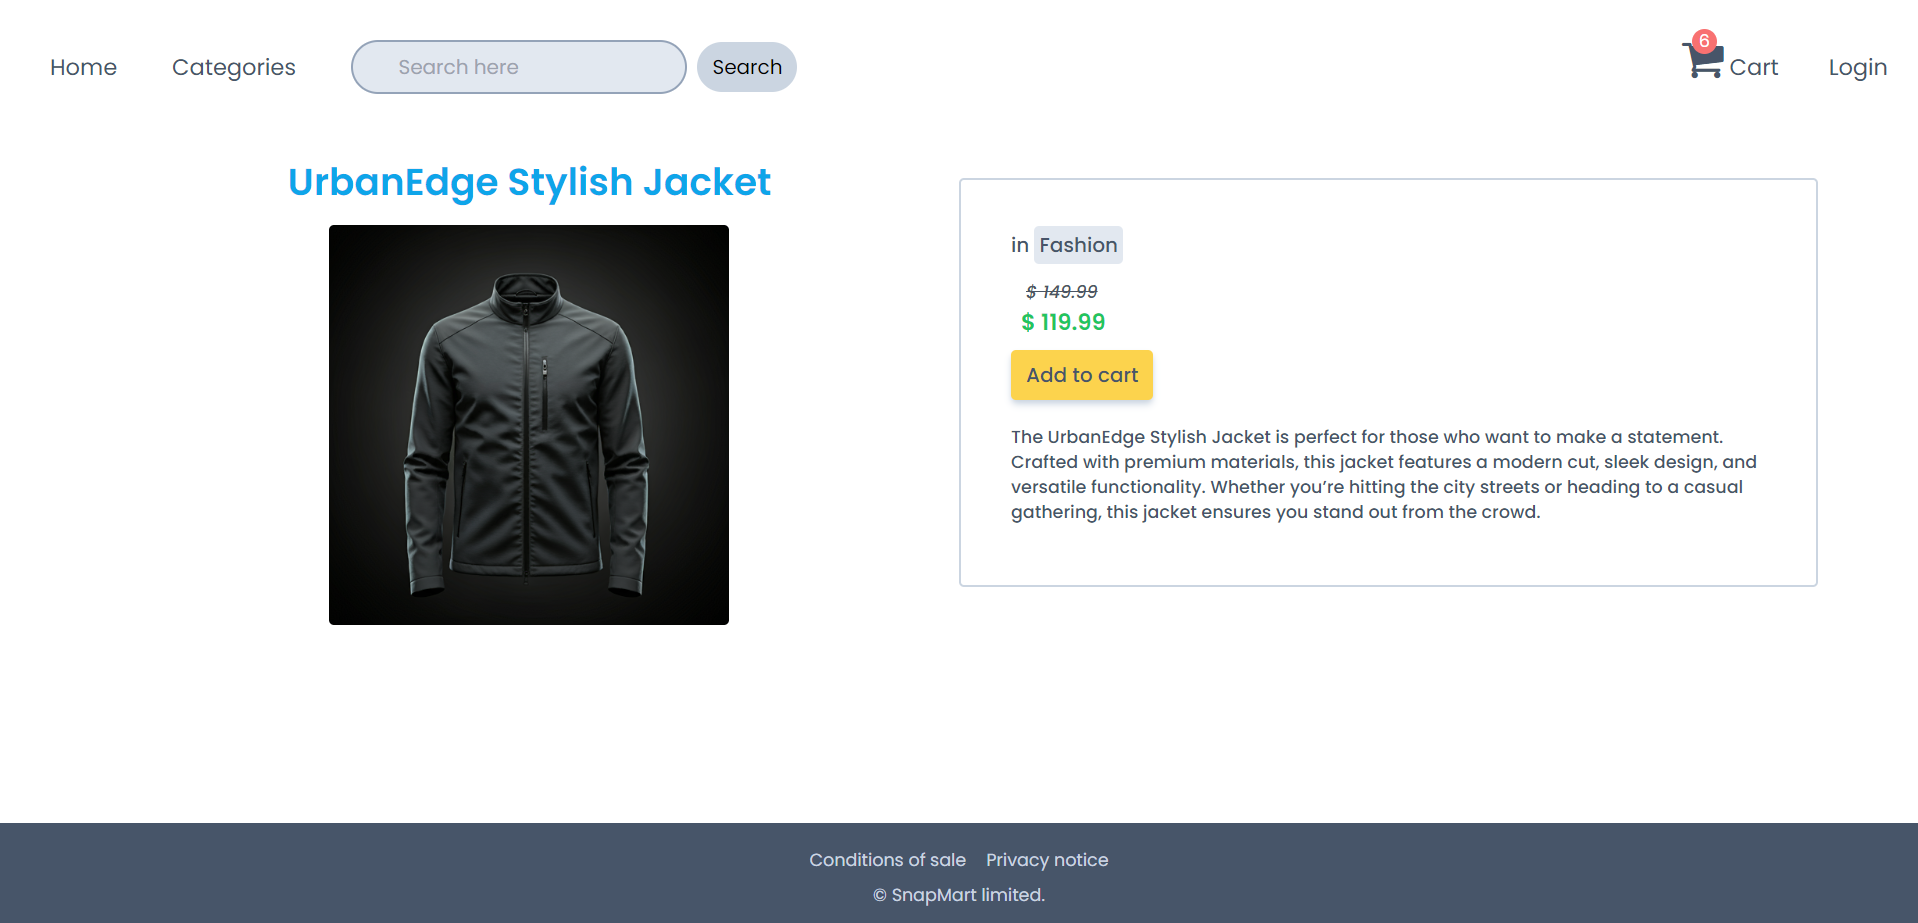 Home
Categories
Search here
Search
6
Cart
Login
UrbanEdge Stylish Jacket
in Fashion
$ 149.99
$ 119.99
Add to cart
The UrbanEdge Stylish Jacket is perfect for those who want to make a statement.
Crafted with premium materials, this jacket features a modern cut, sleek design, and
versatile functionality. Whether you’re hitting the city streets or heading to a casual
gathering, this jacket ensures you stand out from the crowd.
Conditions of sale
Privacy notice
© SnapMart limited.